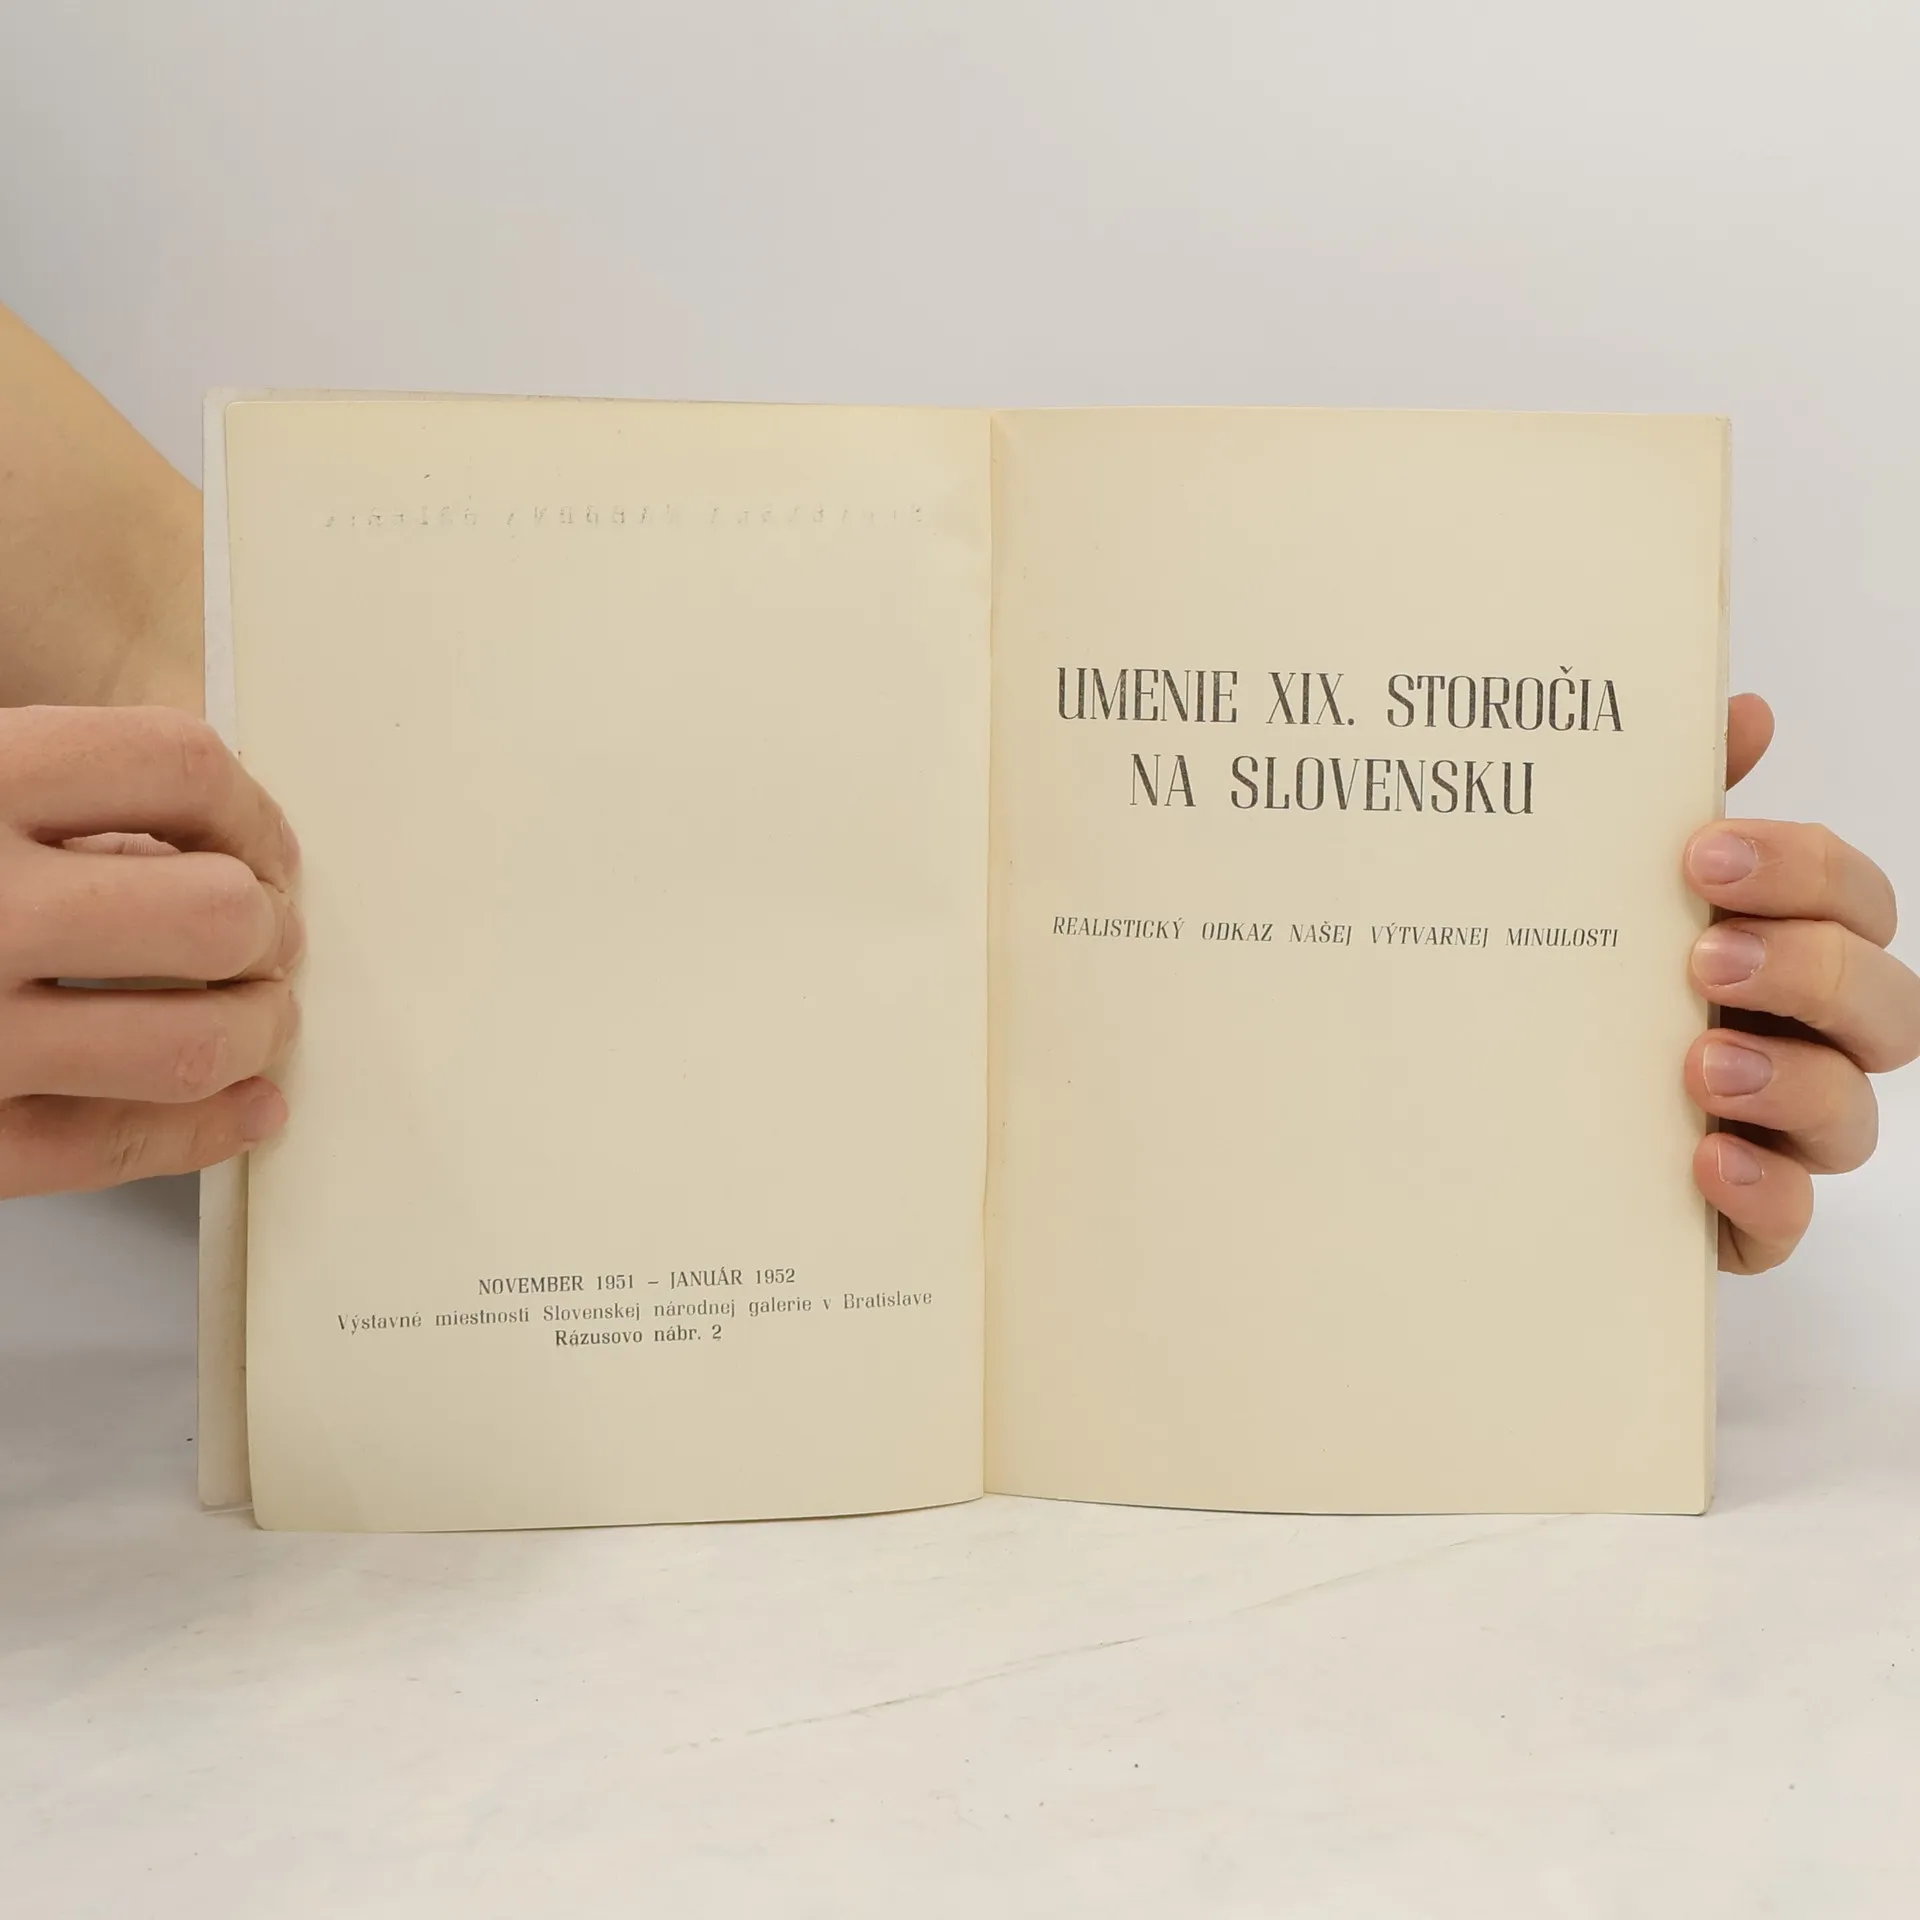 NOVEMBER 1951 – JANUÁR 1952
Výstavné miestnosti Slovenskej národnej galerie v Bratislave
Rázusovo nábr. 2
UMENIE XIX. STOROČIA
NA SLOVENSKU
REALISTICKÝ ODKAZ NAŠEJ VÝTVARNEJ MINULOSTI